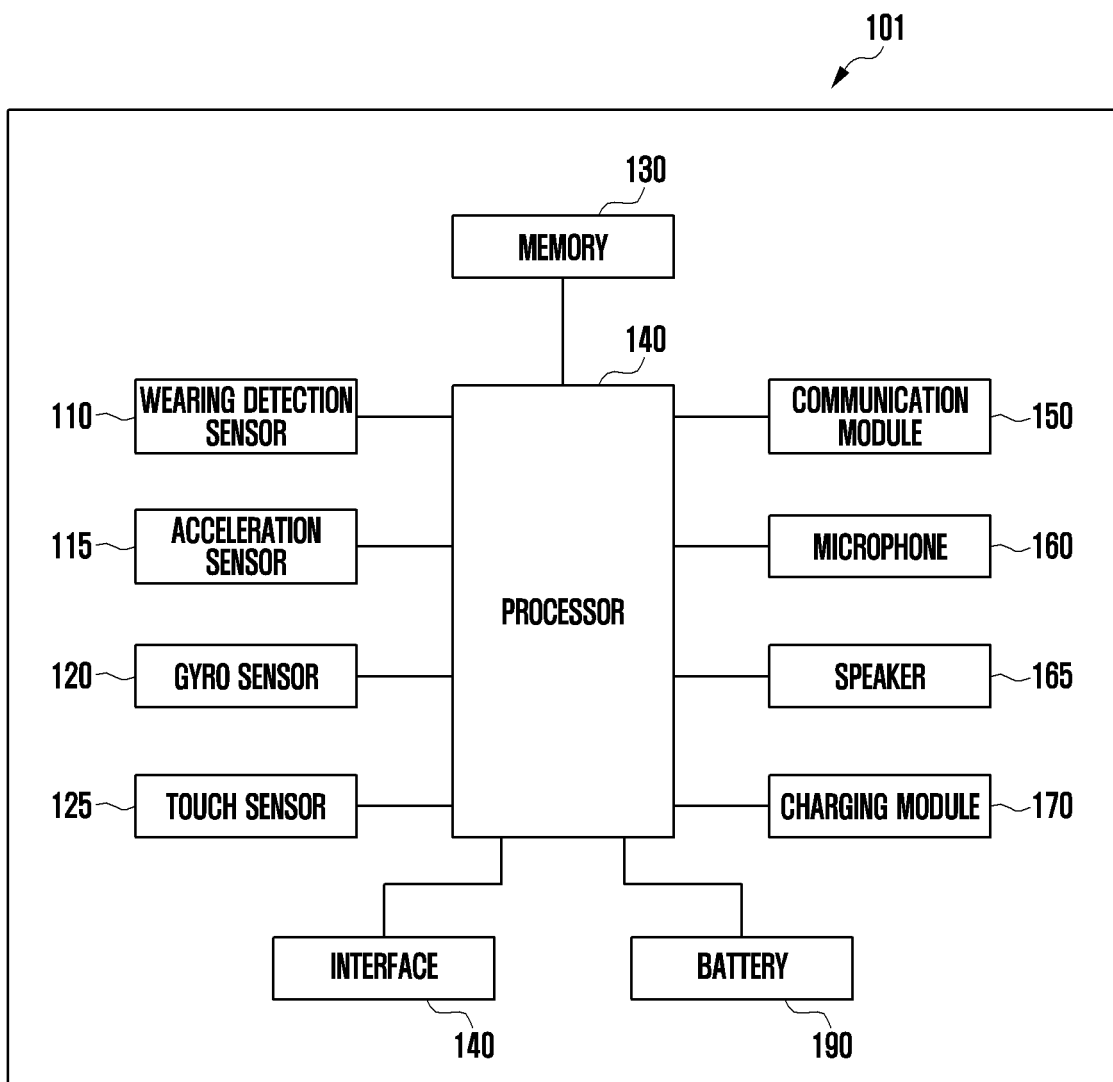 101
130
MEMORY
140
110
WEARING DETECTION
SENSOR
COMMUNICATION
MODULE
150
115
ACCELERATION
SENSOR
MICROPHONE
160
PROCESSOR
120
GYRO SENSOR
SPEAKER
165
125
TOUCH SENSOR
CHARGING MODULE
170
INTERFACE
BATTERY
140
190